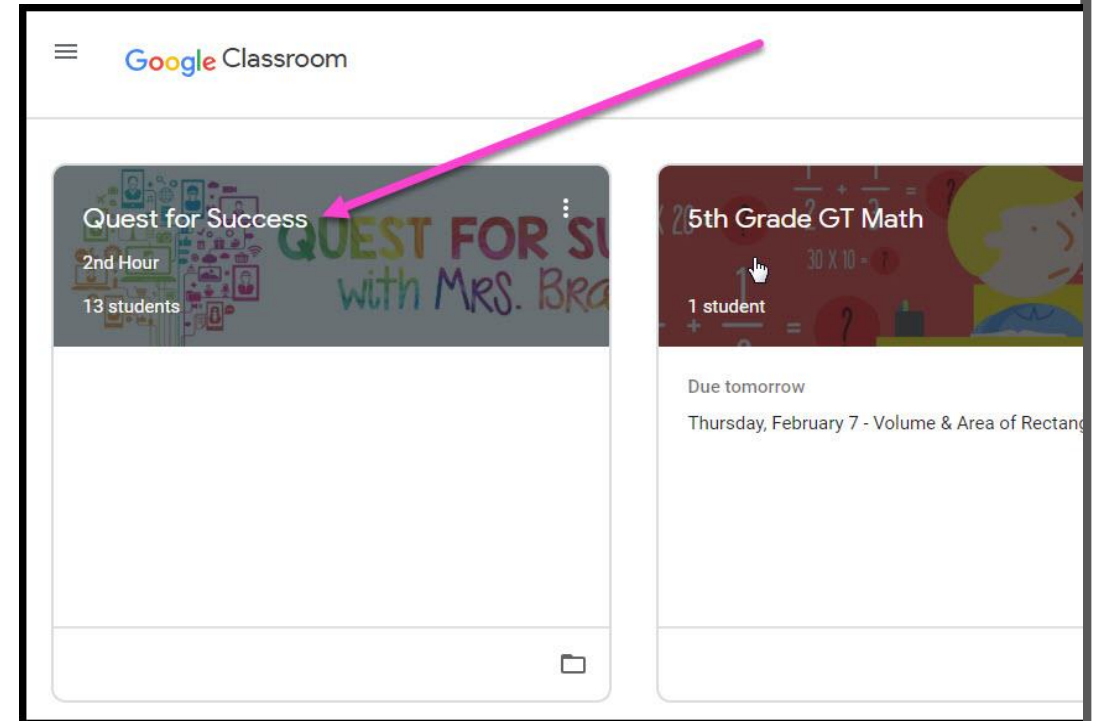 Google Classroom
Quest for Success
2nd Hour
13 students
QUEST FOR SU
with MRS. BRA
5th Grade GT Math
1 student
30 X 10 = ?
Due tomorrow
Thursday, February 7 - Volume & Area of Rectang